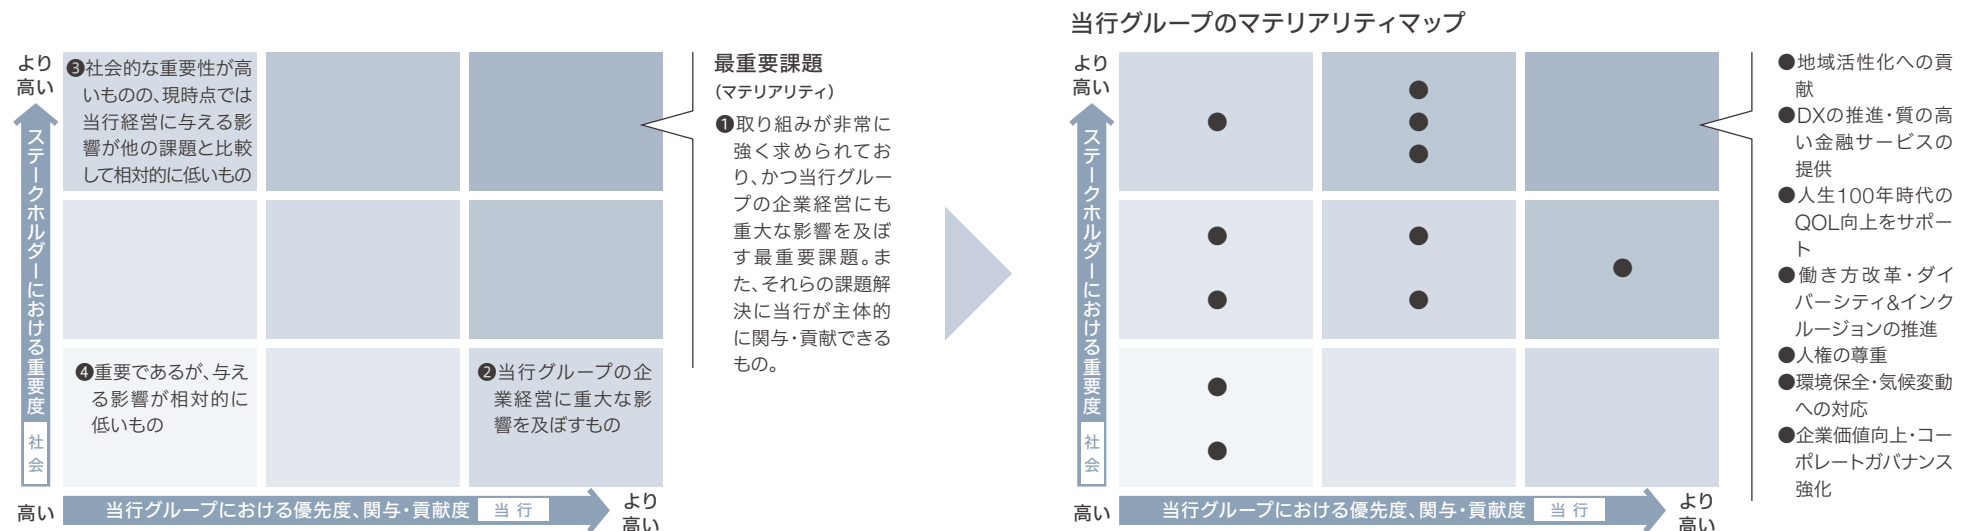 より
高い
ステークホルダーにおける重要度
社会
高い
❸社会的な重要性が高
いものの、現時点では
当行経営に与える影
響が他の課題と比較
して相対的に低いもの
❹重要であるが、与え
る影響が相対的に
低いもの
❷当行グループの企
業経営に重大な影
響を及ぼすもの
当行グループにおける優先度、関与・貢献度 当行
より
高い
最重要課題
(マテリアリティ)
❶取り組みが非常に
強く求められてお
り、かつ当行グルー
プの企業経営にも
重大な影響を及ぼ
す最重要課題。ま
た、それらの課題解
決に当行が主体的
に関与・貢献できる
もの。
当行グループのマテリアリティマップ
より
高い
ステークホルダーにおける重要度
社会
高い
当行グループにおける優先度、関与・貢献度 当行
より
高い
●地域活性化への貢
献
●DXの推進・質の高
い金融サービスの
提供
●人生100年時代の
QOL向上をサポー
ト
●働き方改革・ダイ
バーシティ&インク
ルージョンの推進
●人権の尊重
●環境保全・気候変動
への対応
●企業価値向上・コー
ポレートガバナンス
強化